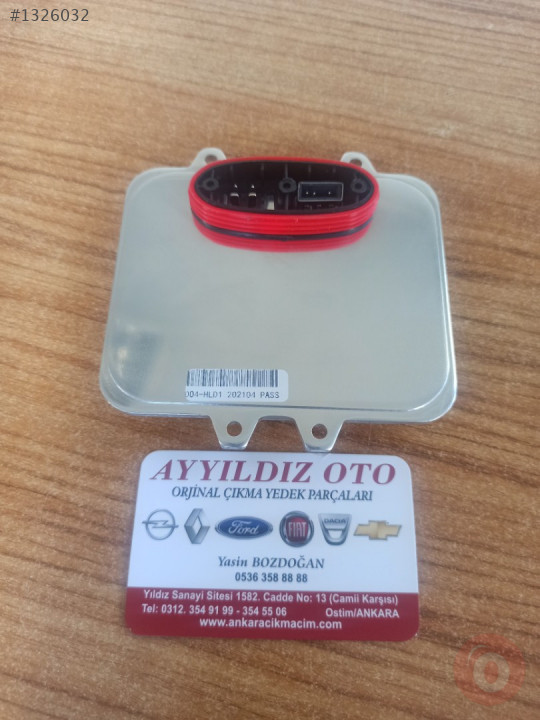 #1326032
004-HLD1 202104 PASS
AYYILDIZ OTO
ORJİNAL ÇIKMA YEDEK PARÇALARI
Ford FIAT DACIA
Yasin BOZDOĞAN
0536 358 88 88
Yıldız Sanayi Sitesi 1582. Cadde No: 13 (Camii Karşısı)
Tel: 0312. 354 91 99 - 354 55 06 Ostim/ANKARA
www.ankaracikmacim.com